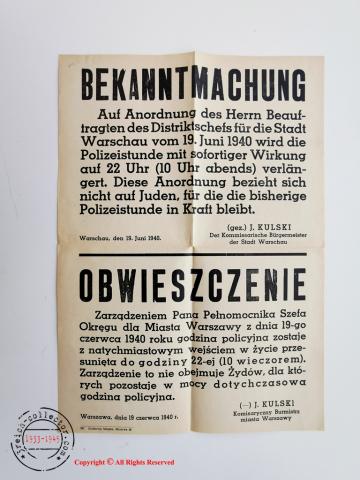 BEKANNTMACHUNG
Auf Anordnung des Herrn Beauf-
tragten des Distriktschefs für die Stadt
Warschau vom 19. Juni 1940 wird die
Polizeistunde mit sofortiger Wirkung
auf 22 Uhr (10 Uhr abends) verlän-
gert. Diese Anordnung bezieht sich
nicht auf Juden, für die die bisherige
Polizeistunde in Kraft bleibt.
(gez.) J. KULSKI
Der Kommissarische Bürgermeister
der Stadt Warschau
Warschau, den 19. Juni 1940.
OBWIESZCZENIE
Zarządzeniem Pana Pełnomocnika Szefa
Okręgu dla Miasta Warszawy z dnia 19-go
czerwca 1940 roku godzina policyjna zostaje
z natychmiastowym wejściem w życie prze-
sunięta do godziny 22-ej (10 wieczorem).
Zarządzenie to nie obejmuje Żydów, dla któ-
rych pozostaje w mocy dotychczasowa
godzina policyjna.
(—) J. KULSKI
Komisaryczny Burmistrz
miasta Warszawy
Warszawa, dnia 19 czerwca 1940 r.
3reich-collector.com
1933-1945
Copyright © All Rights Reserved